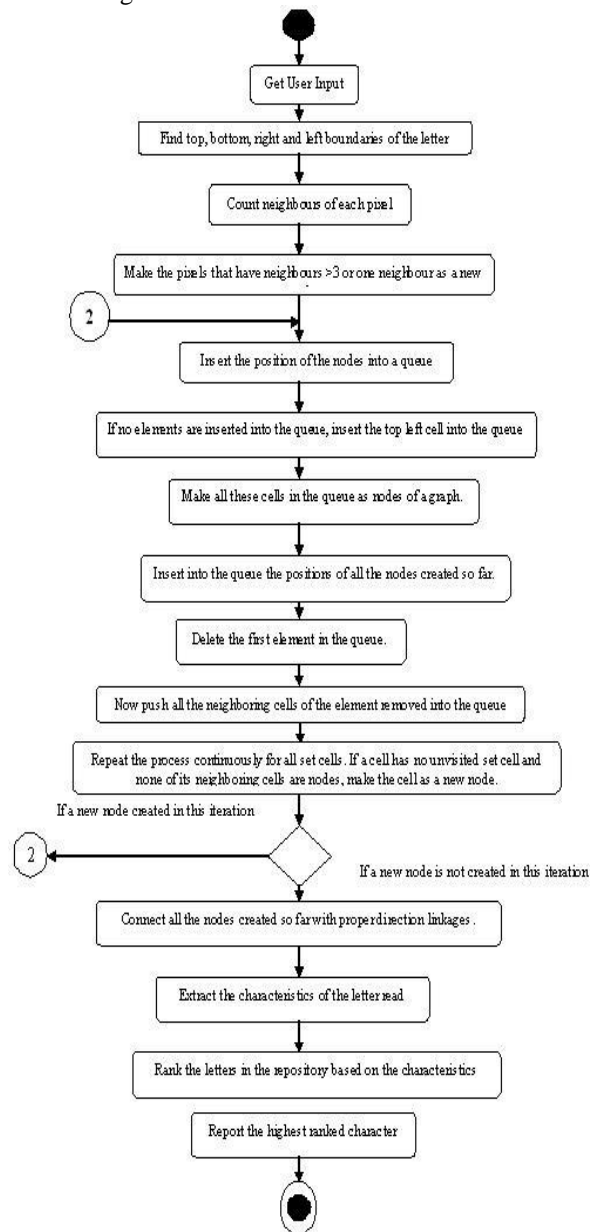 Get User Input
Find top, bottom, right and left boundaries of the letter
Count neighbours of each pixel
Make the pixels that have neighbours >3 or one neighbour as a new
2
Insert the position of the nodes into a queue
If no elements are inserted into the queue, insert the top left cell into the queue
Make all these cells in the queue as nodes of a graph.
Insert into the queue the positions of all the nodes created so far.
Delete the first element in the queue.
Now push all the neighboring cells of the element removed into the queue
Repeat the process continuously for all set cells. If a cell has no unvisited set cell and
none of its neighboring cells are nodes, make the cell as a new node.
If a new node created in this iteration
2
If a new node is not created in this iteration
Connect all the nodes created so far with proper direction linkages .
Extract the characteristics of the letter read
Rank the letters in the repository based on the characteristics
Report the highest ranked character